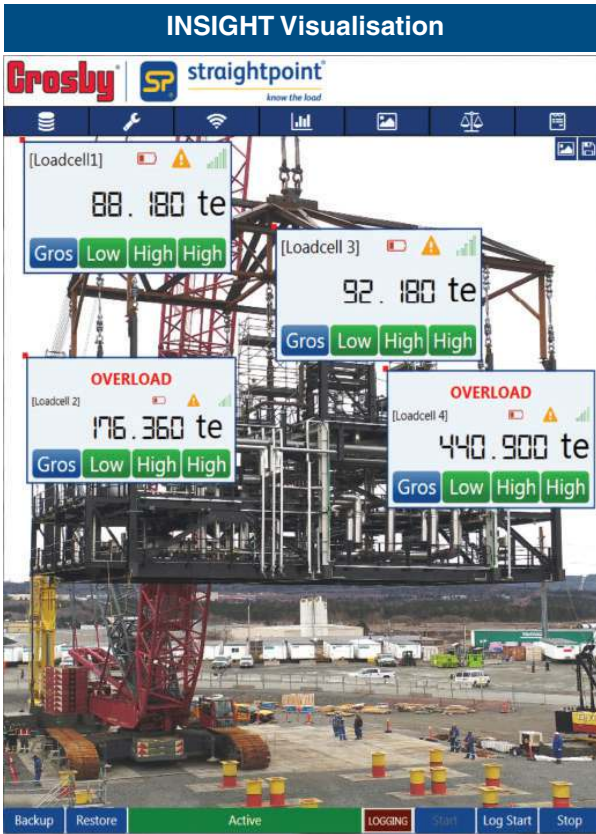 INSIGHT Visualisation
Crosby SP straightpoint
know the load
[Loadcell1]
88.180 te
Gros Low High High
[Loadcell 3]
92.180 te
Gros Low High High
OVERLOAD
[Loadcell 2]
176.360 te
Gros Low High High
OVERLOAD
[Loadcell 4]
440.900 te
Gros Low High High
Backup Restore Active LOGGING Start Log Start Stop